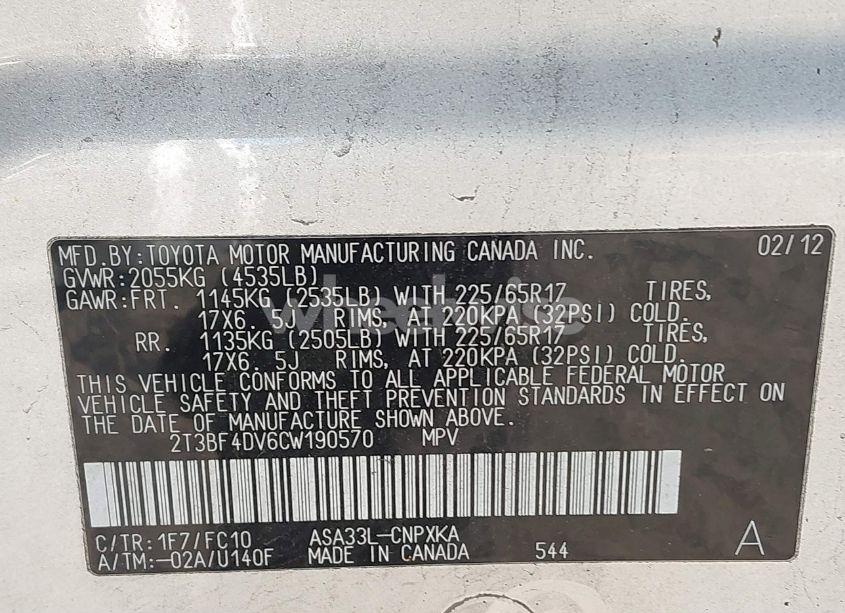 MFD.BY:TOYOTA MOTOR MANUFACTURING CANADA INC. 02/12
GVWR:2055KG (4535LB)
GAWR:FRT. 1145KG (2535LB) WITH 225/65R17 TIRES,
17X6. 5J RIMS, AT 220KPA (32PSI) COLD.
RR. 1135KG (2505LB) WITH 225/65R17 TIRES,
17X6. 5J RIMS, AT 220KPA (32PSI) COLD.
THIS VEHICLE CONFORMS TO ALL APPLICABLE FEDERAL MOTOR
VEHICLE SAFETY AND THEFT PREVENTION STANDARDS IN EFFECT ON
THE DATE OF MANUFACTURE SHOWN ABOVE.
2T3BF4DV6CW190570 MPV
C/TR:1F7/FC10 ASA33L-CNPXKA
A/TM:-02A/U140F MADE IN CANADA 544 A